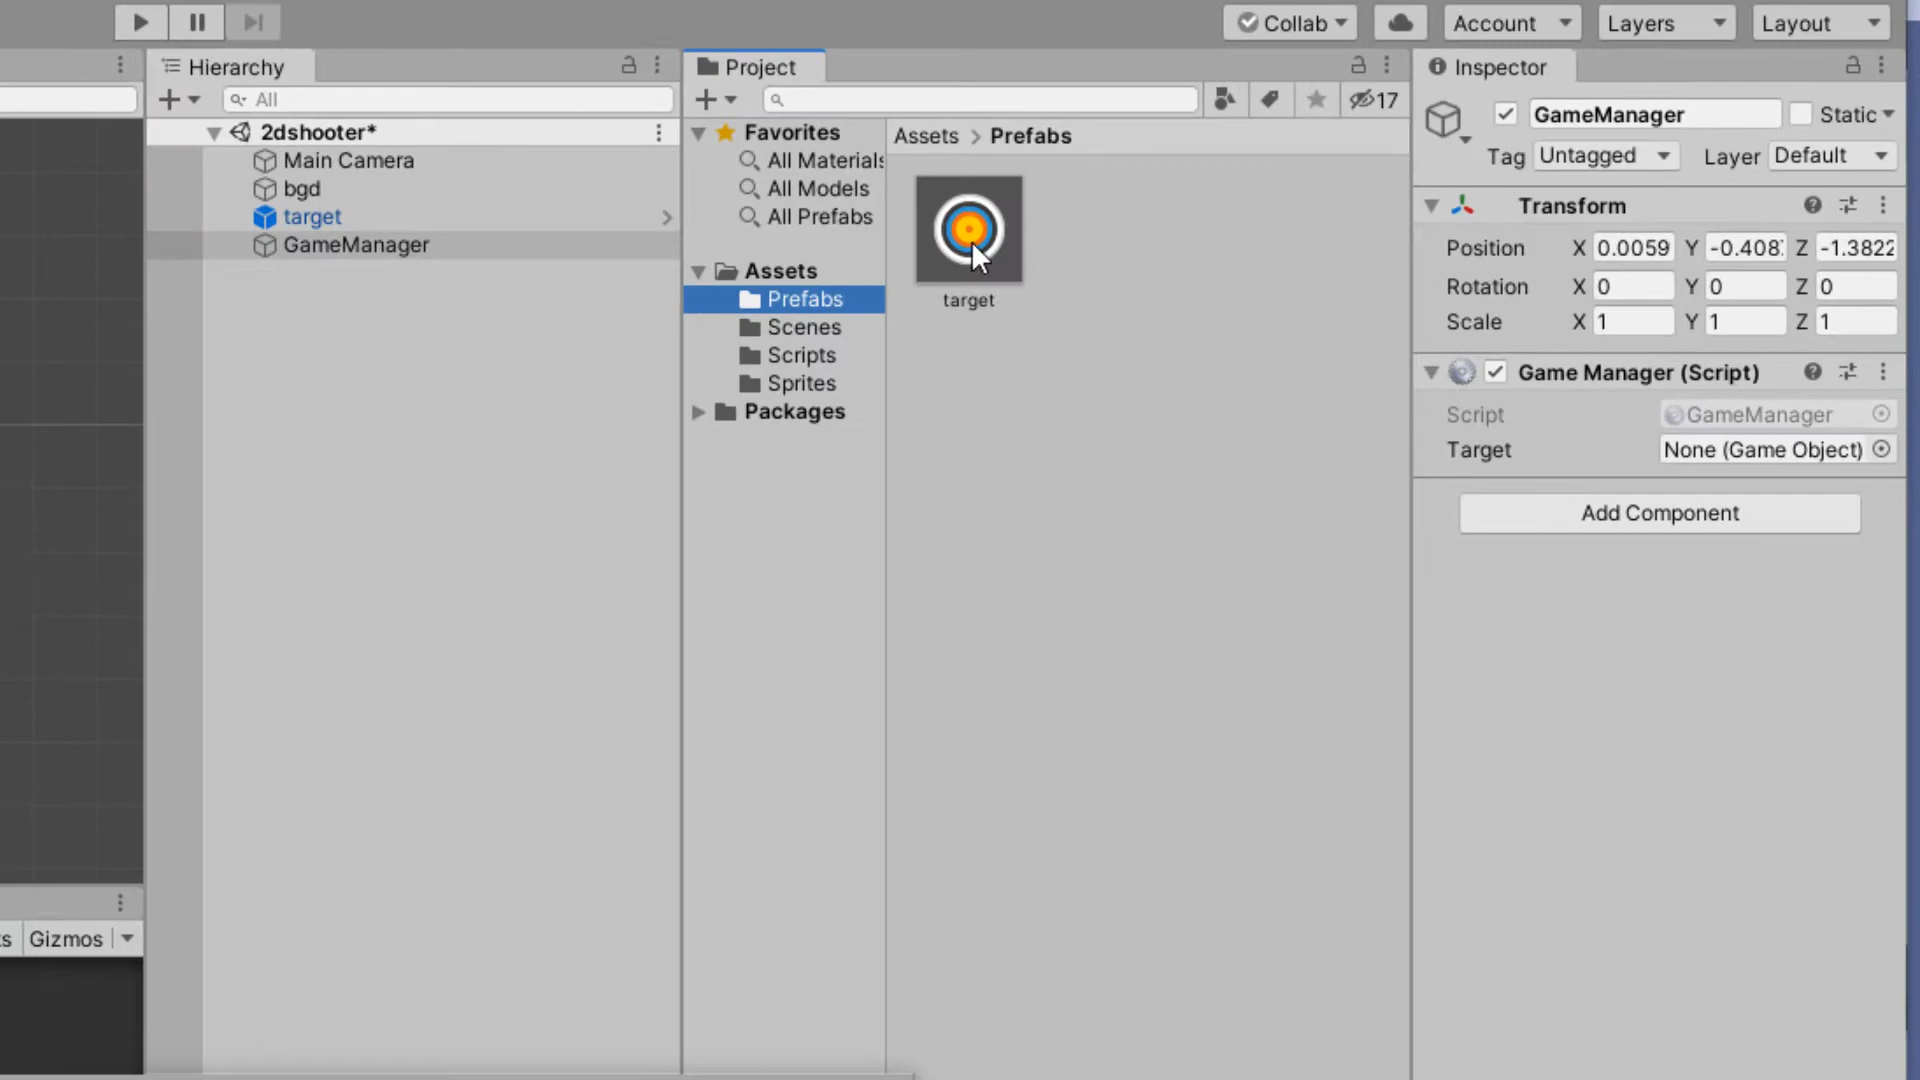 Collab
Account
Layers
Layout
Hierarchy
All
2dshooter*
Main Camera
bgd
target
GameManager
Project
17
Favorites
All Materials
All Models
All Prefabs
Assets
Prefabs
Scenes
Scripts
Sprites
Packages
Assets > Prefabs
target
Inspector
GameManager
Static
Tag Untagged Layer Default
Transform
Position X 0.0059 Y -0.408 Z -1.3822
Rotation X 0 Y 0 Z 0
Scale X 1 Y 1 Z 1
Game Manager (Script)
Script GameManager
Target None (Game Object)
Add Component
Gizmos